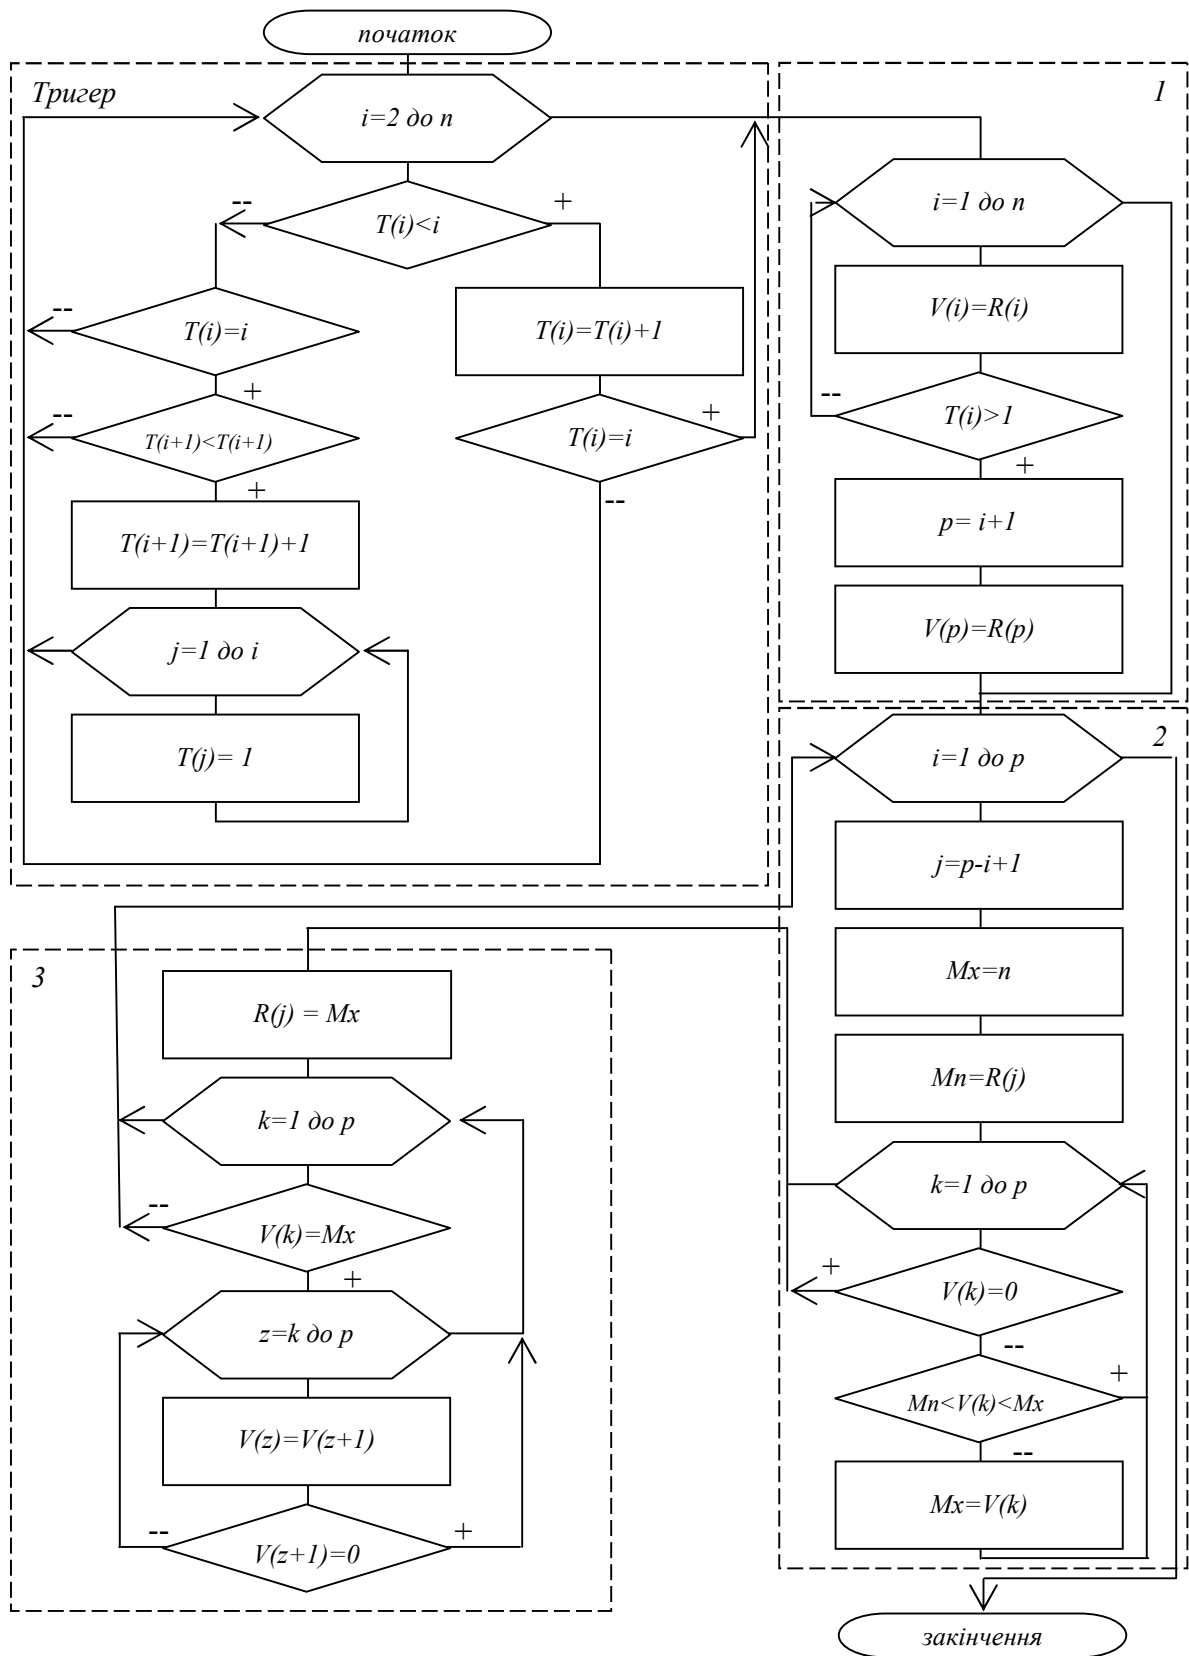 початок
Тригер
i=2 до n
--
+
T(i)<i
--
T(i)=i
+
T(i)=T(i)+1
--
T(i+1)<T(i+1)
+
+
T(i)=i
--
T(i+1)=T(i+1)+1
j=1 до i
T(j)= 1
1
i=1 до n
V(i)=R(i)
--
T(i)>1
+
p= i+1
V(p)=R(p)
2
i=1 до p
j=p-i+1
Mx=n
Mn=R(j)
k=1 до p
+
V(k)=0
--
+
Mn<V(k)<Mx
--
Mx=V(k)
3
R(j) = Mx
k=1 до p
--
V(k)=Mx
+
z=k до p
V(z)=V(z+1)
--
+
V(z+1)=0
закінчення